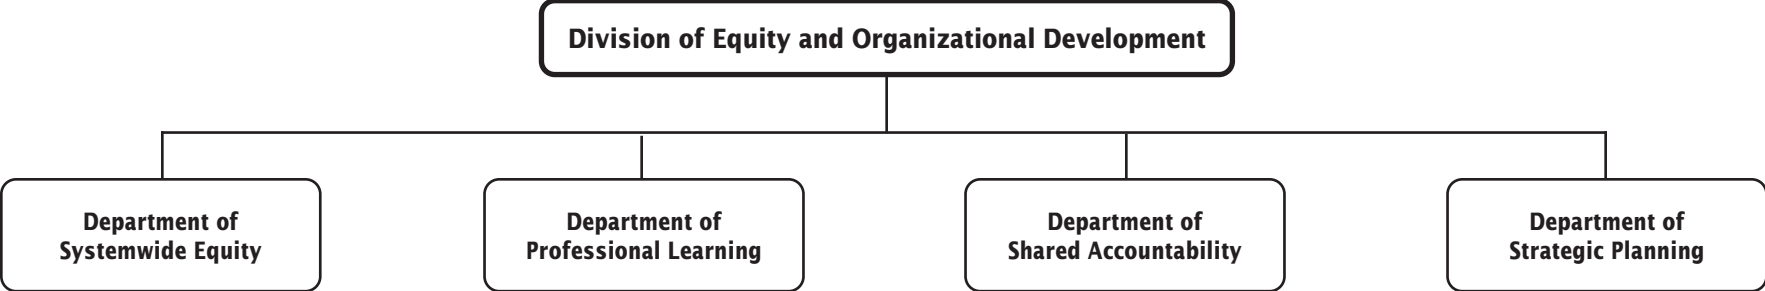 Division of Equity and Organizational Development
Department of
Systemwide Equity
Department of
Professional Learning
Department of
Shared Accountability
Department of
Strategic Planning